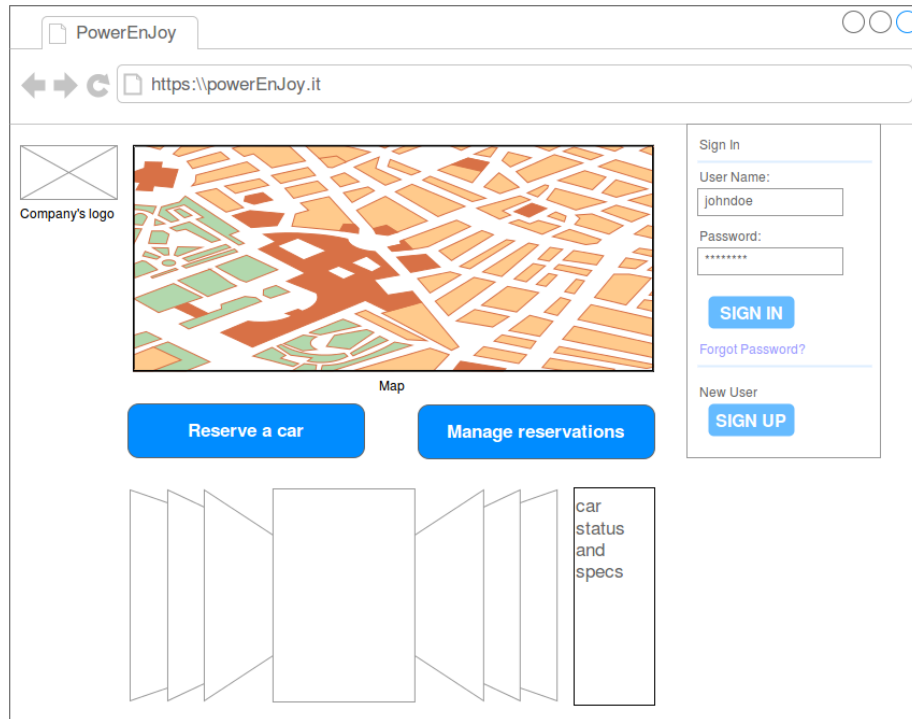 PowerEnJoy
https:\\powerEnJoy.it
Company's logo
Map
Reserve a car
Manage reservations
car
status
and
specs
Sign In
User Name:
johndoe
Password:
********
SIGN IN
Forgot Password?
New User
SIGN UP